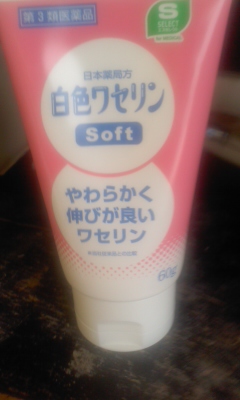 第3類医薬品
S
SELECT
日本薬局方
白色ワセリン
Soft
やわらかく
伸びが良い
ワセリン
60g